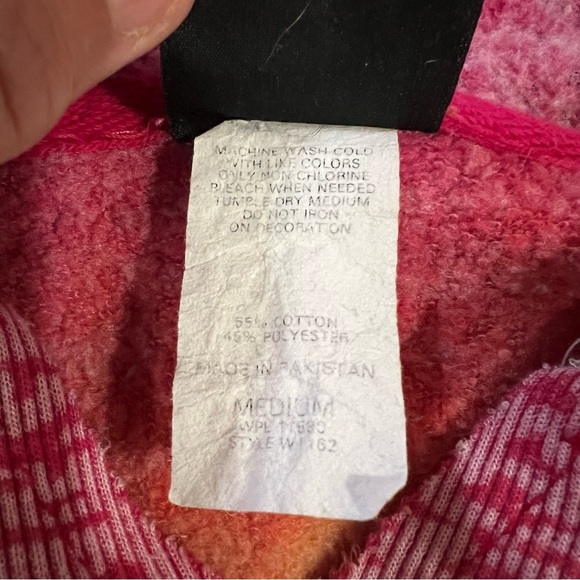 MACHINE WASH COLD
WITH LIKE COLORS
ONLY NON CHLORINE
BLEACH WHEN NEEDED
TUMBLE DRY MEDIUM
DO NOT IRON
ON DECORATION
55% COTTON
45% POLYESTER
MADE IN PAKISTAN
MEDIUM
WPL 11590
STYLE W1162